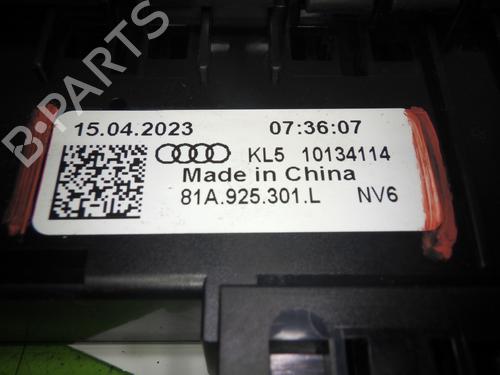 15.04.2023 07:36:07
KL5 10134114
Made in China
81A.925.301.L NV6
B-PARTS